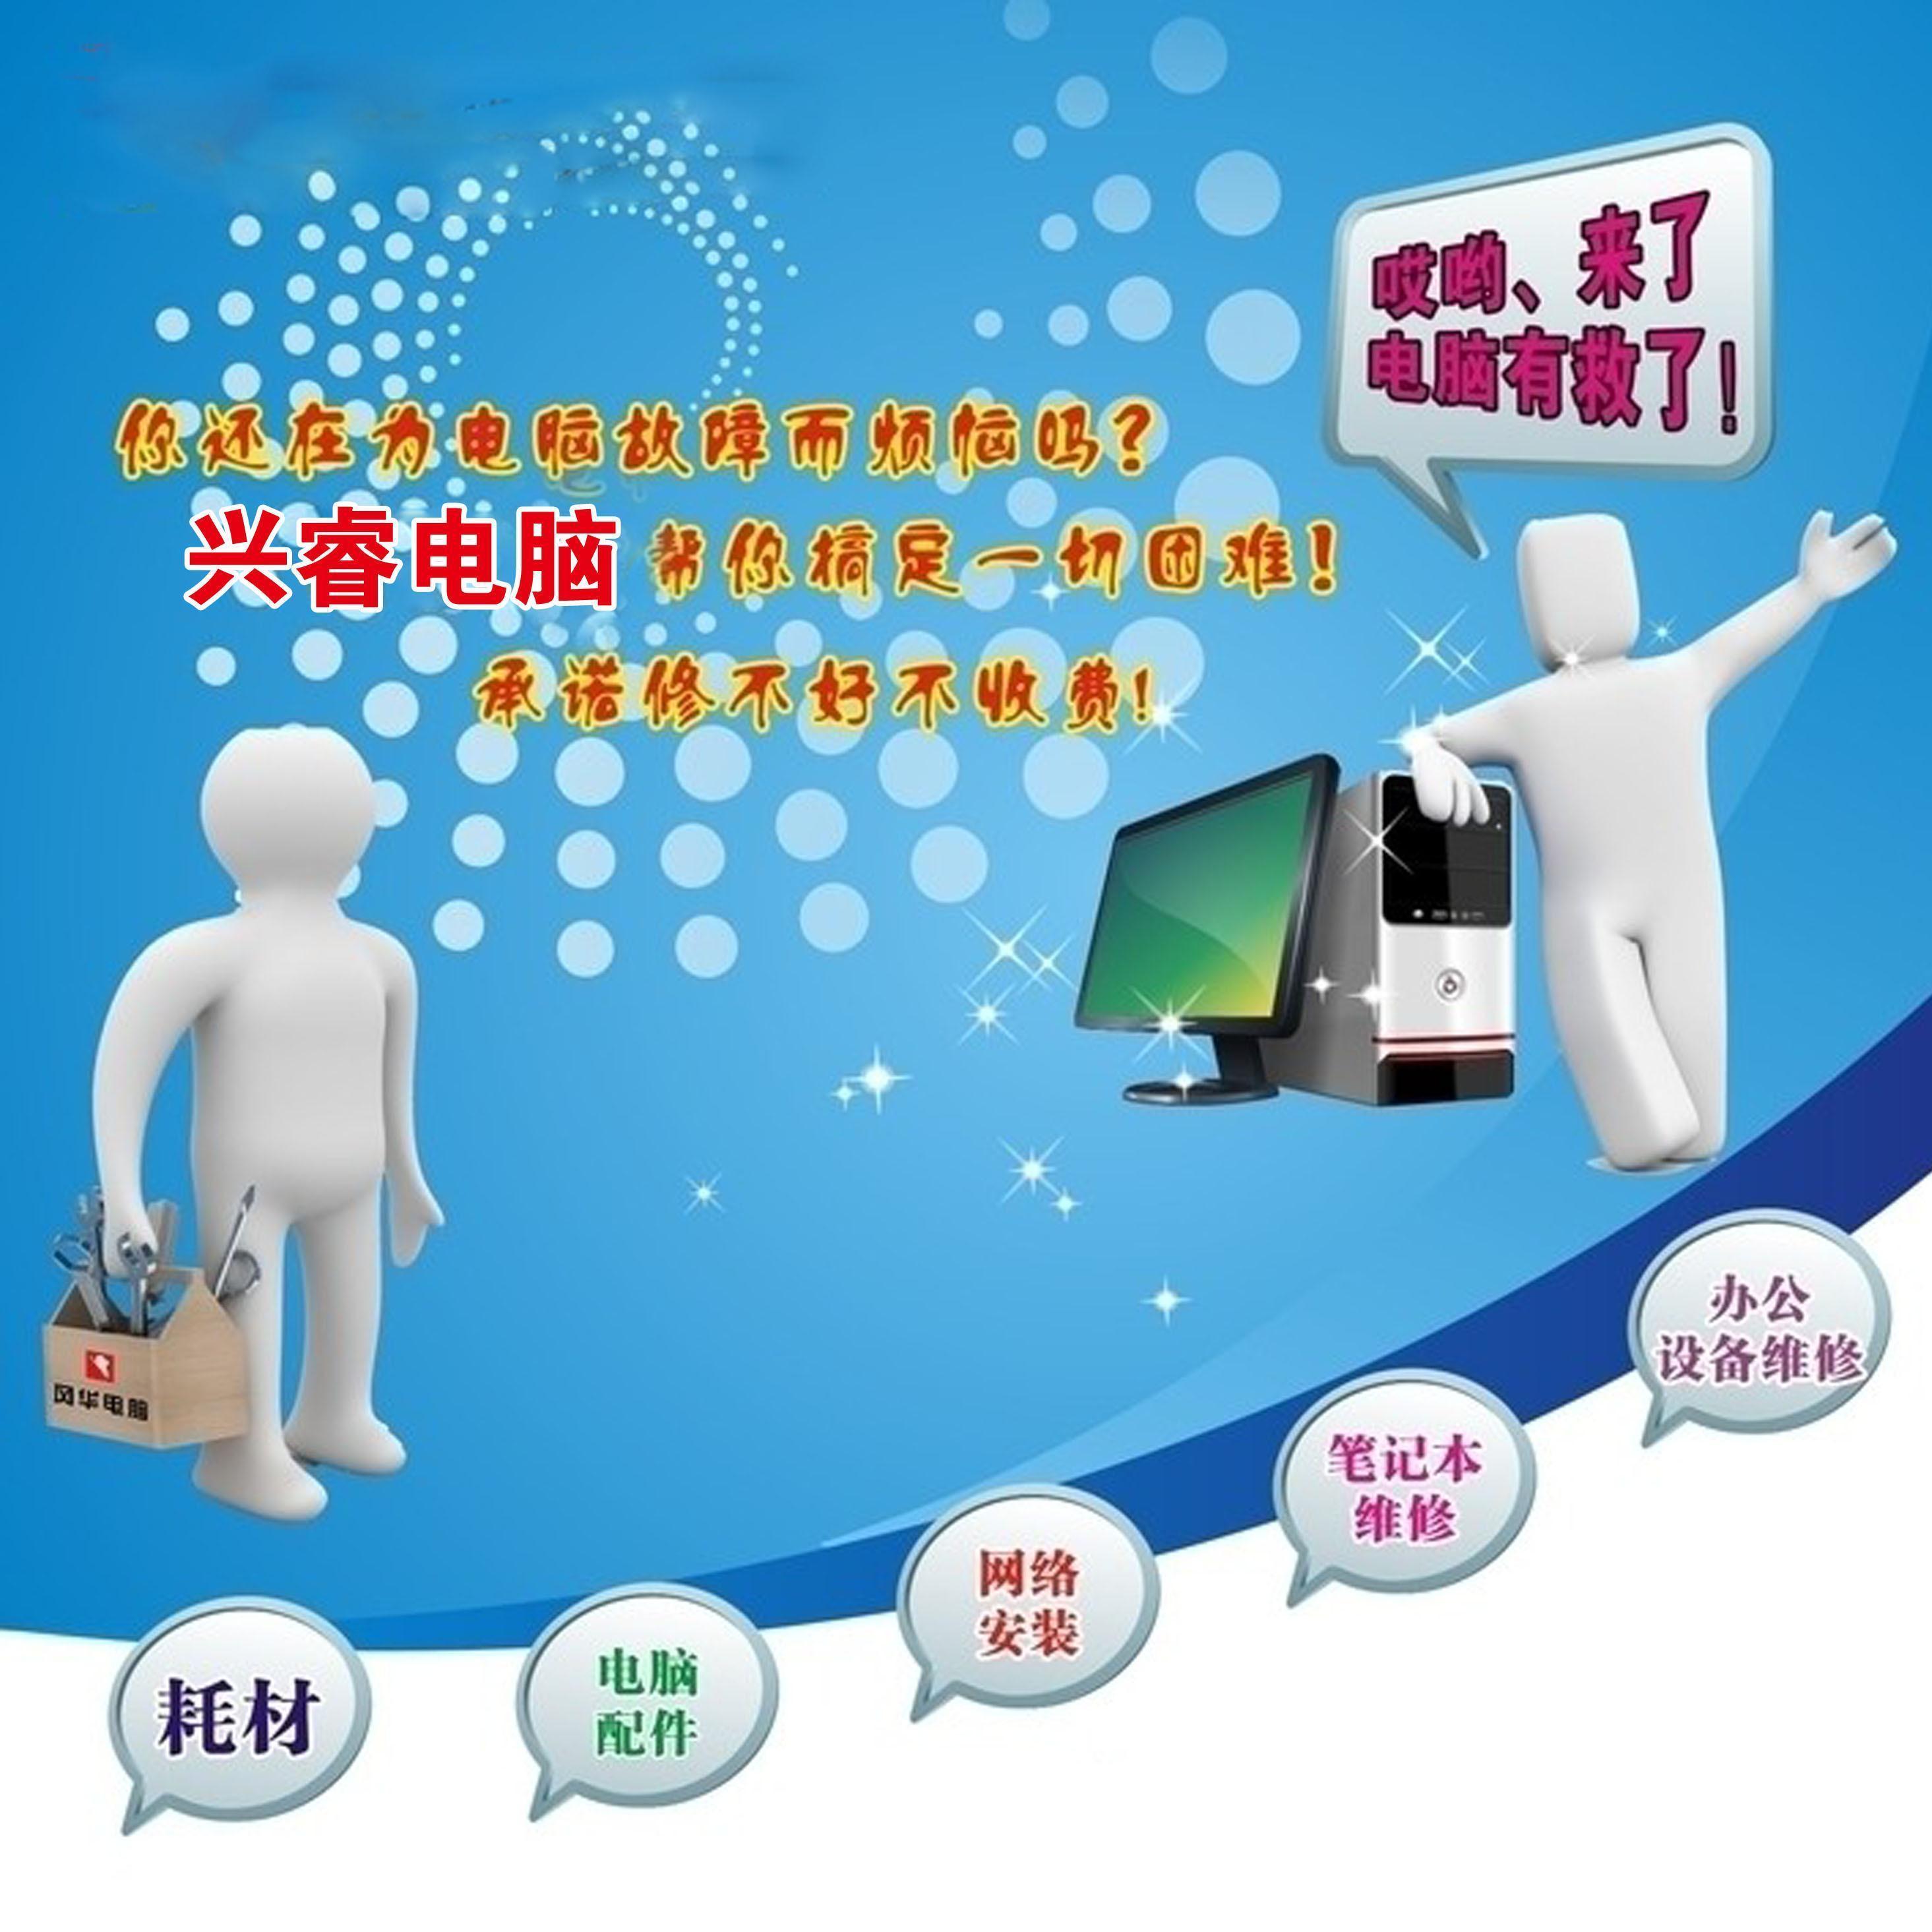 哎哟、来了
电脑有救了!
你还在为电脑故障而烦恼吗?
兴睿电脑 帮你搞定一切困难!
承诺修不好不收费!
风华电脑
办公
设备维修
笔记本
维修
网络
安装
电脑
配件
耗材